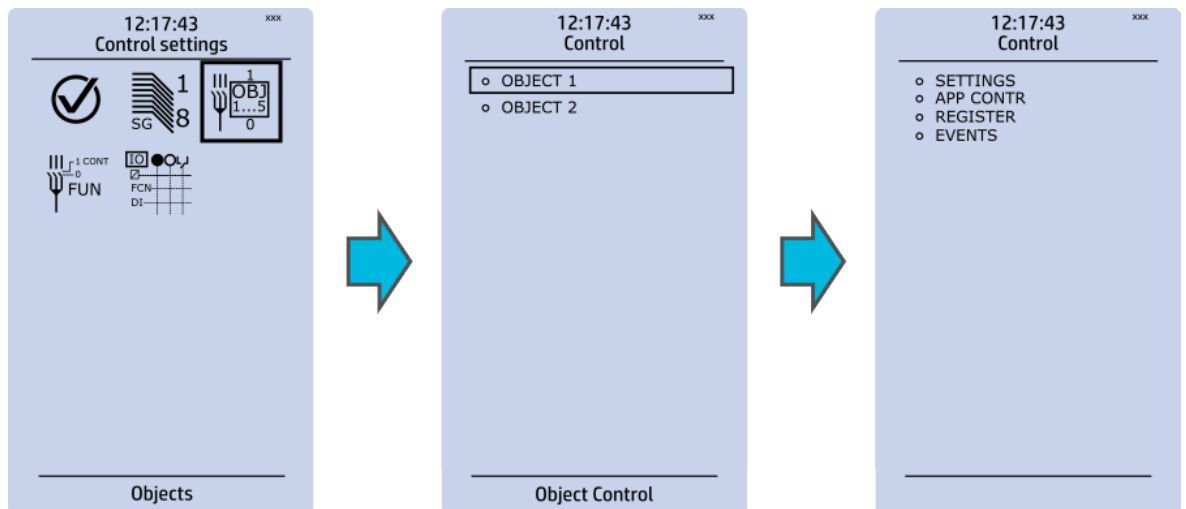 12:17:43
xxx
Control settings
1
SG 8
1
OBJ
1...5
0
1 CONT
0
FUN
IO
FCN
DI
Objects
12:17:43
xxx
Control
OBJECT 1
OBJECT 2
Object Control
12:17:43
xxx
Control
SETTINGS
APP CONTR
REGISTER
EVENTS